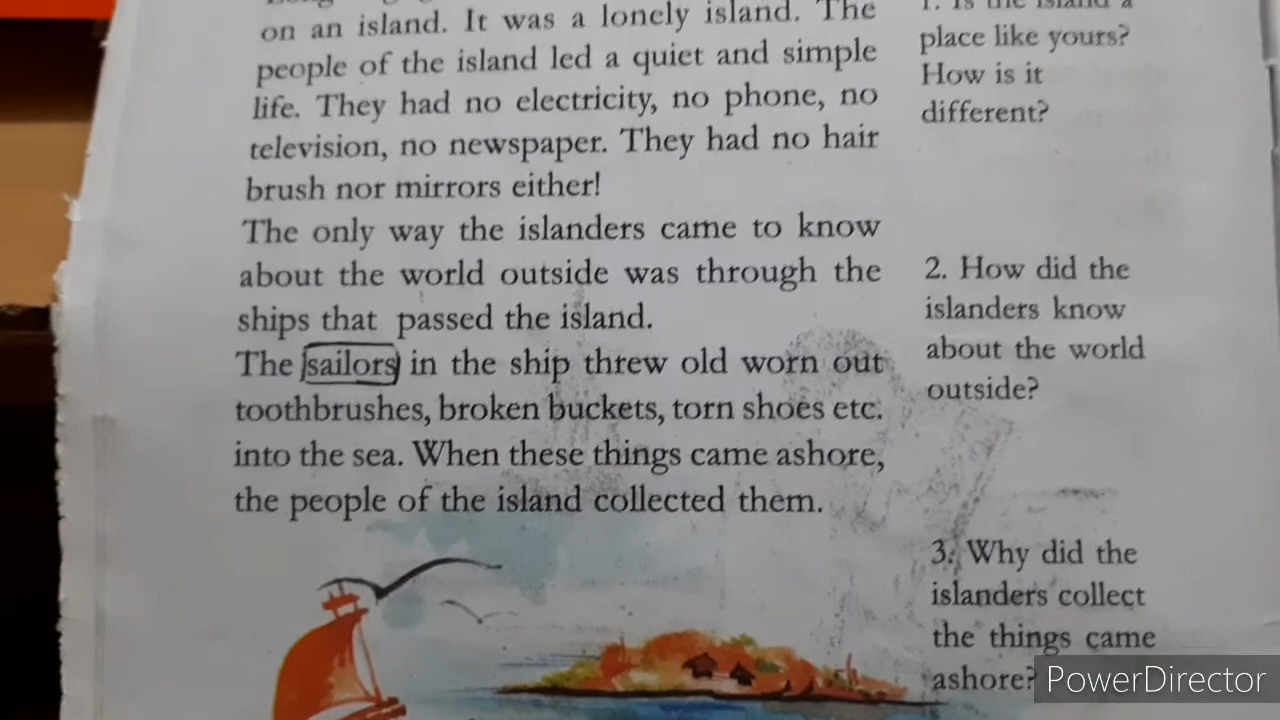 on an island. It was a lonely island. The
people of the island led a quiet and simple
life. They had no electricity, no phone, no
television, no newspaper. They had no hair
brush nor mirrors either!
The only way the islanders came to know
about the world outside was through the
ships that passed the island.
The sailors in the ship threw old worn out
toothbrushes, broken buckets, torn shoes etc.
into the sea. When these things came ashore,
the people of the island collected them.
1. Is the island a
place like yours?
How is it
different?
2. How did the
islanders know
about the world
outside?
3. Why did the
islanders collect
the things came
ashore?
PowerDirector